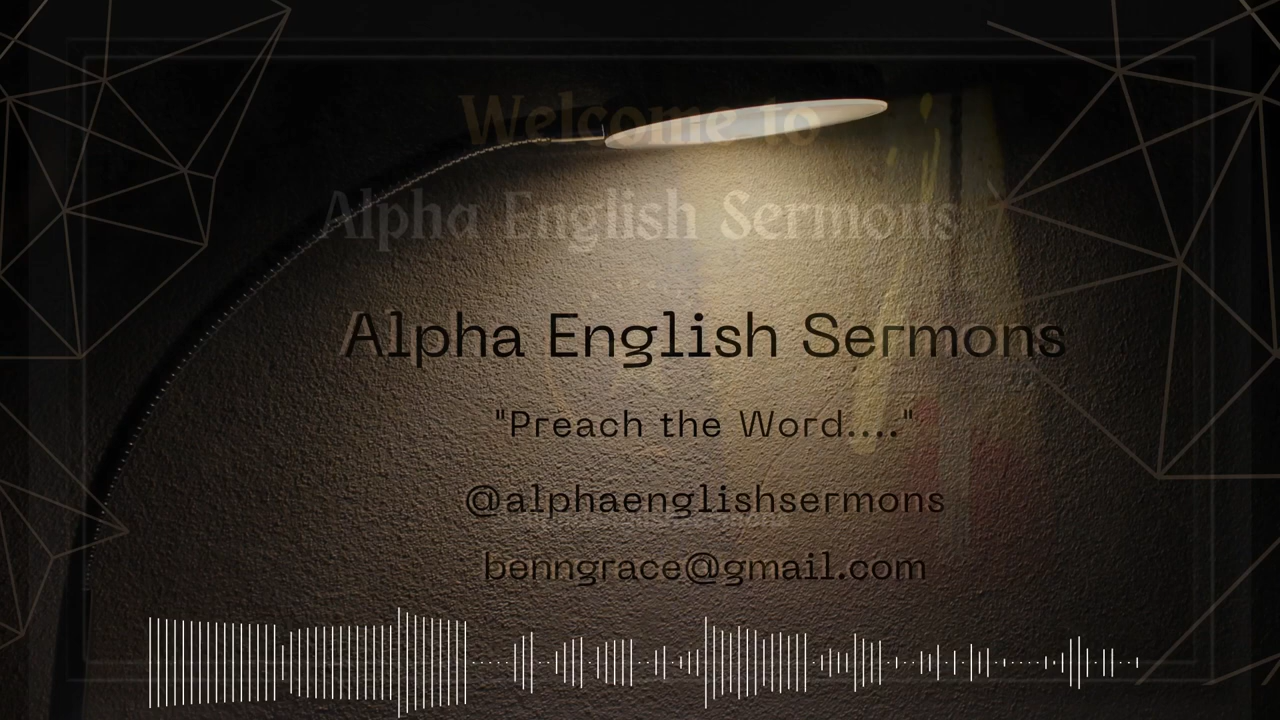 Welcome to
Alpha English Sermons
Alpha English Sermons
"Preach the Word...."
@alphaenglishsermons
benngrace@gmail.com